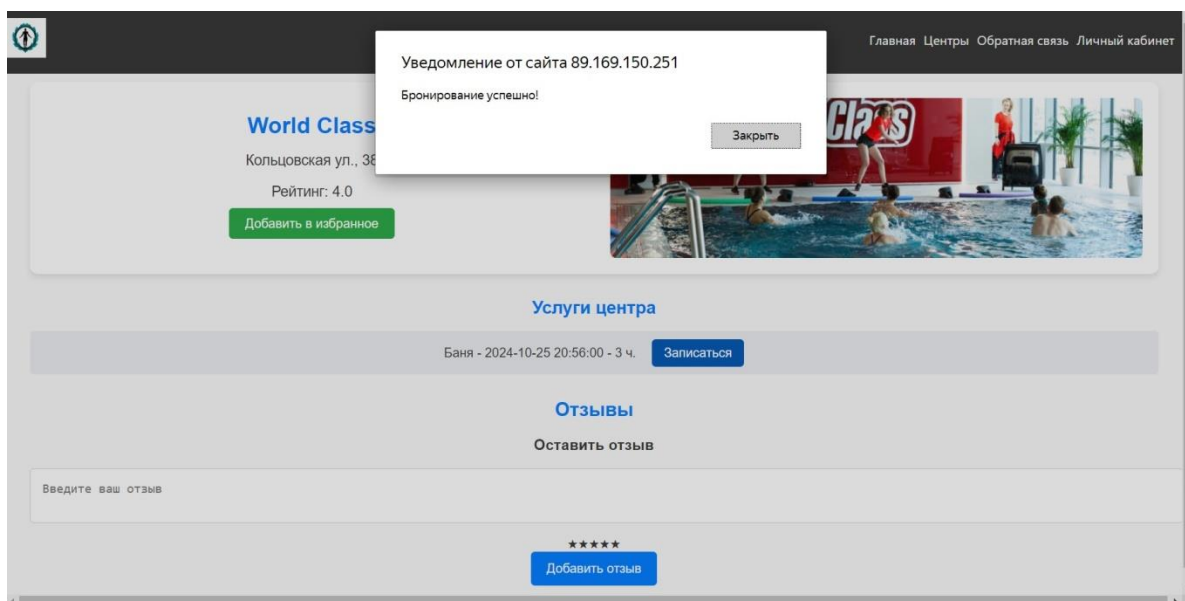 Главная Центры Обратная связь Личный кабинет
Уведомление от сайта 89.169.150.251
Бронирование успешно!
Закрыть
World Class
Кольцовская ул., 38
Рейтинг: 4.0
Добавить в избранное
Class
Услуги центра
Баня - 2024-10-25 20:56:00 - 3 ч. Записаться
Отзывы
Оставить отзыв
Введите ваш отзыв
★★★★★
Добавить отзыв